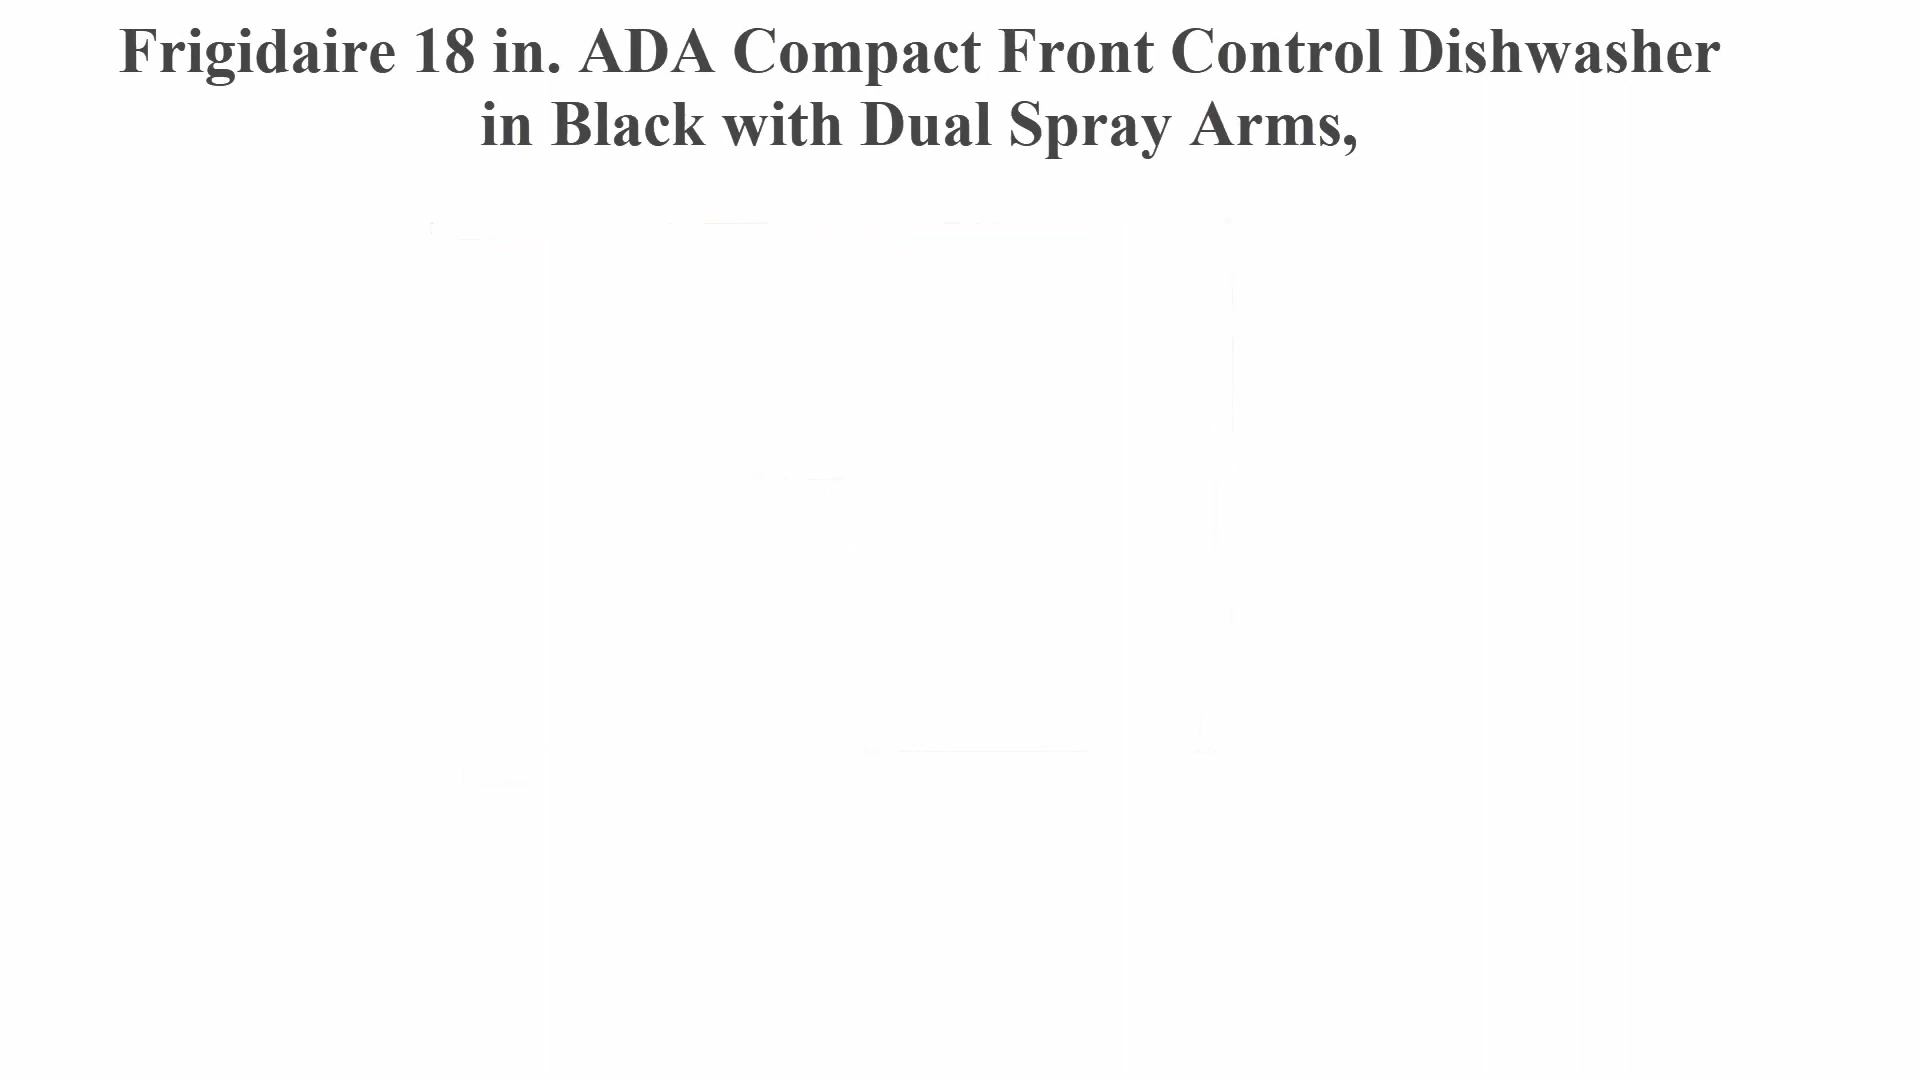 Frigidaire 18 in. ADA Compact Front Control Dishwasher
in Black with Dual Spray Arms,